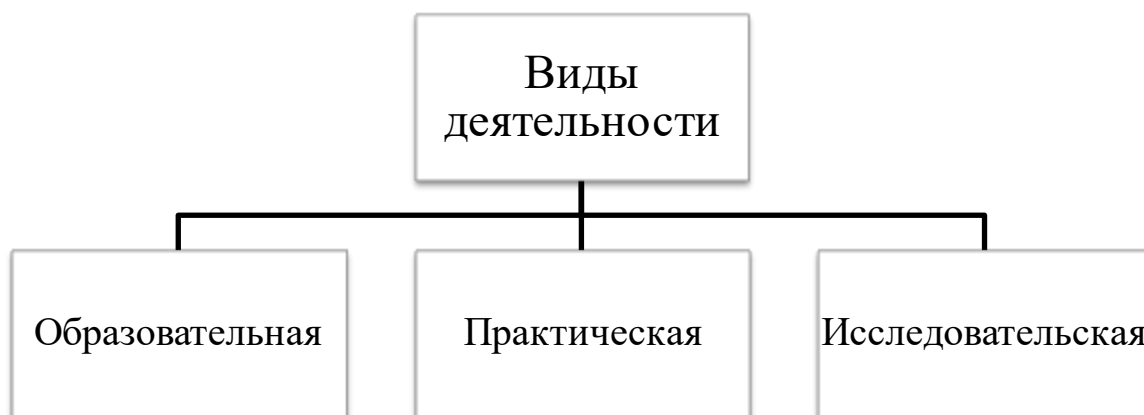 Виды
деятельности
Образовательная
Практическая
Исследовательская